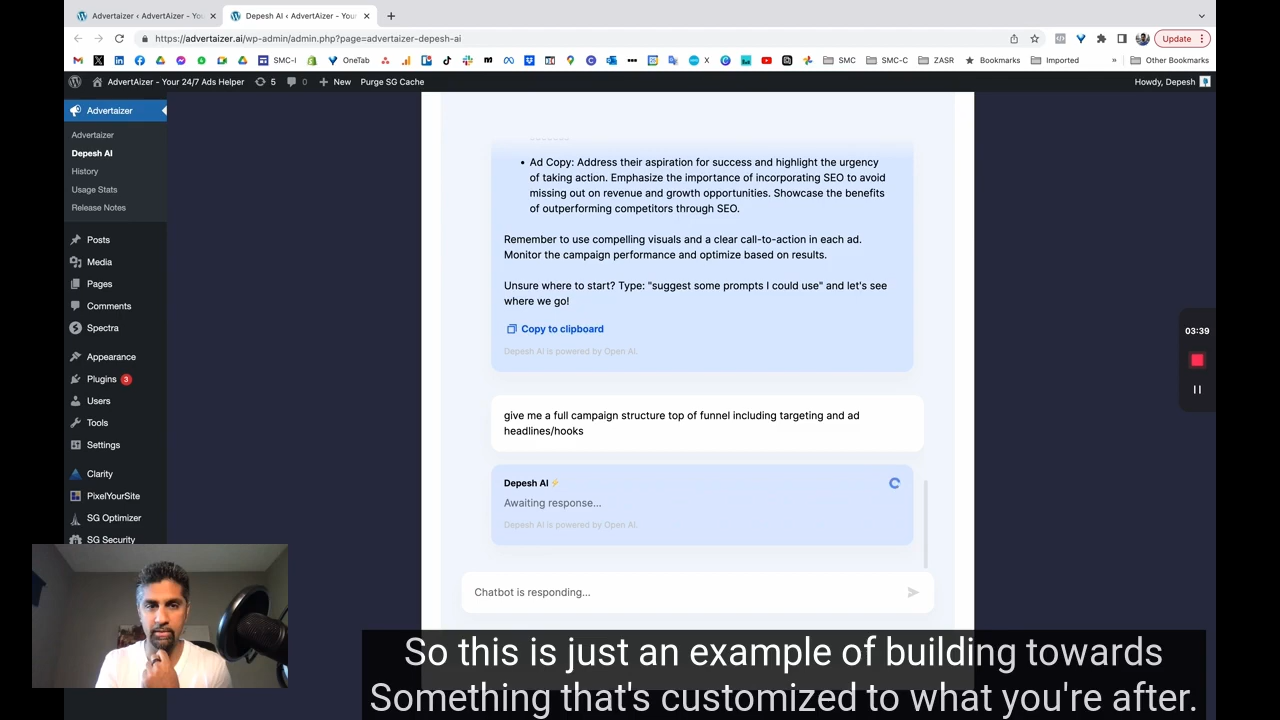 Advertaizer ‹ AdvertAizer - Yo
Depesh AI ‹ AdvertAizer - Your
https://advertaizer.ai/wp-admin/admin.php?page=advertaizer-depesh-ai
Update
SMC-I
OneTab
X
SMC
SMC-C
ZASR
Bookmarks
Imported
»
Other Bookmarks
AdvertAizer - Your 24/7 Ads Helper
5
0
New
Purge SG Cache
Howdy, Depesh
Advertaizer
Advertaizer
Depesh AI
History
Usage Stats
Release Notes
Posts
Media
Pages
Comments
Spectra
Appearance
Plugins 3
Users
Tools
Settings
Clarity
PixelYourSite
SG Optimizer
SG Security
• Ad Copy: Address their aspiration for success and highlight the urgency
of taking action. Emphasize the importance of incorporating SEO to avoid
missing out on revenue and growth opportunities. Showcase the benefits
of outperforming competitors through SEO.
Remember to use compelling visuals and a clear call-to-action in each ad.
Monitor the campaign performance and optimize based on results.
Unsure where to start? Type: "suggest some prompts I could use" and let's see
where we go!
Copy to clipboard
Depesh AI is powered by Open AI.
give me a full campaign structure top of funnel including targeting and ad
headlines/hooks
Depesh AI⚡
Awaiting response...
Depesh AI is powered by Open AI.
Chatbot is responding...
03:39
So this is just an example of building towards
Something that's customized to what you're after.